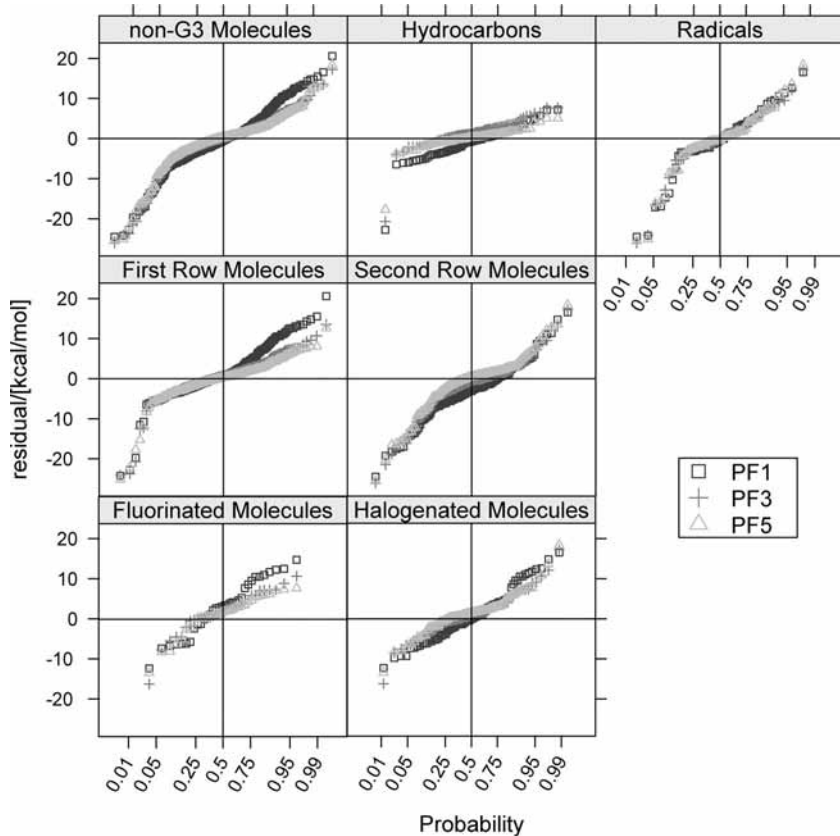 non-G3 Molecules Hydrocarbons Radicals
20
10
0
-10
-20
First Row Molecules Second Row Molecules
0.01 0.05 0.25 0.5 0.75 0.95 0.99
20
10
0
-10
-20
residual/[kcal/mol]
PF1
PF3
PF5
Fluorinated Molecules Halogenated Molecules
20
10
0
-10
-20
0.01 0.05 0.25 0.5 0.75 0.95 0.99 0.01 0.05 0.25 0.5 0.75 0.95 0.99
Probability